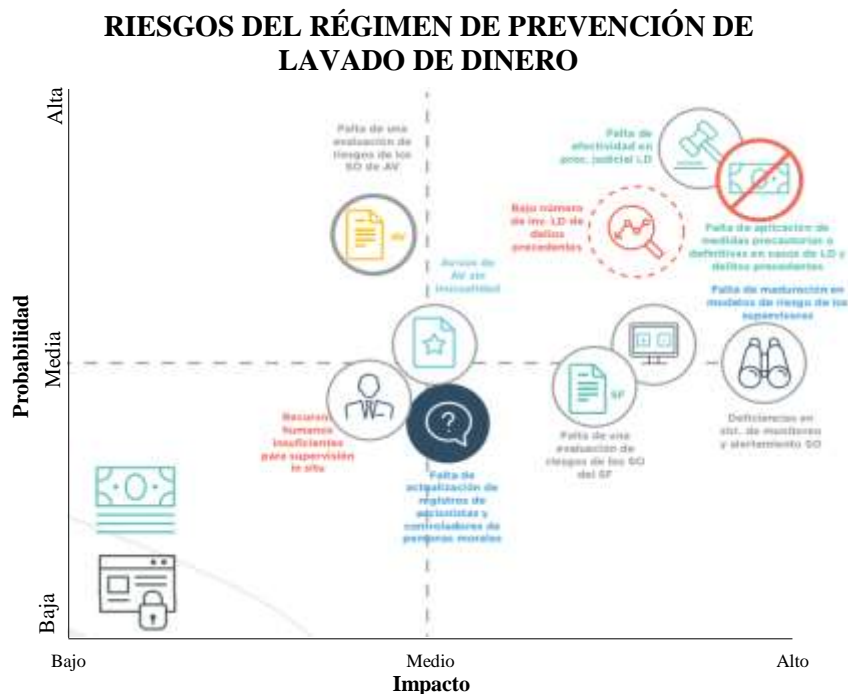 RIESGOS DEL RÉGIMEN DE PREVENCIÓN DE
LAVADO DE DINERO
Alta
Media
Baja
Probabilidad
Falta de una
evaluación de
riesgos de los
SO de AV
AV
Falta de
efectividad en
proc. judicial LD
Bajo número
de inv. LD de
delitos
precedentes
Falta de aplicación de
medidas precautorias o
definitivas en casos de LD y
delitos precedentes
Avisos de
AV sin
inusualidad
Falta de maduración en
modelos de riesgo de los
supervisores
Recursos
humanos
insuficientes
para supervisión
in situ
?
Falta de
actualización de
registros de
accionistas y
controladores de
personas morales
SF
Falta de una
evaluación de
riesgos de los SO
del SF
Deficiencias en
sist. de monitoreo
y alertamiento SO
Bajo
Medio
Alto
Impacto